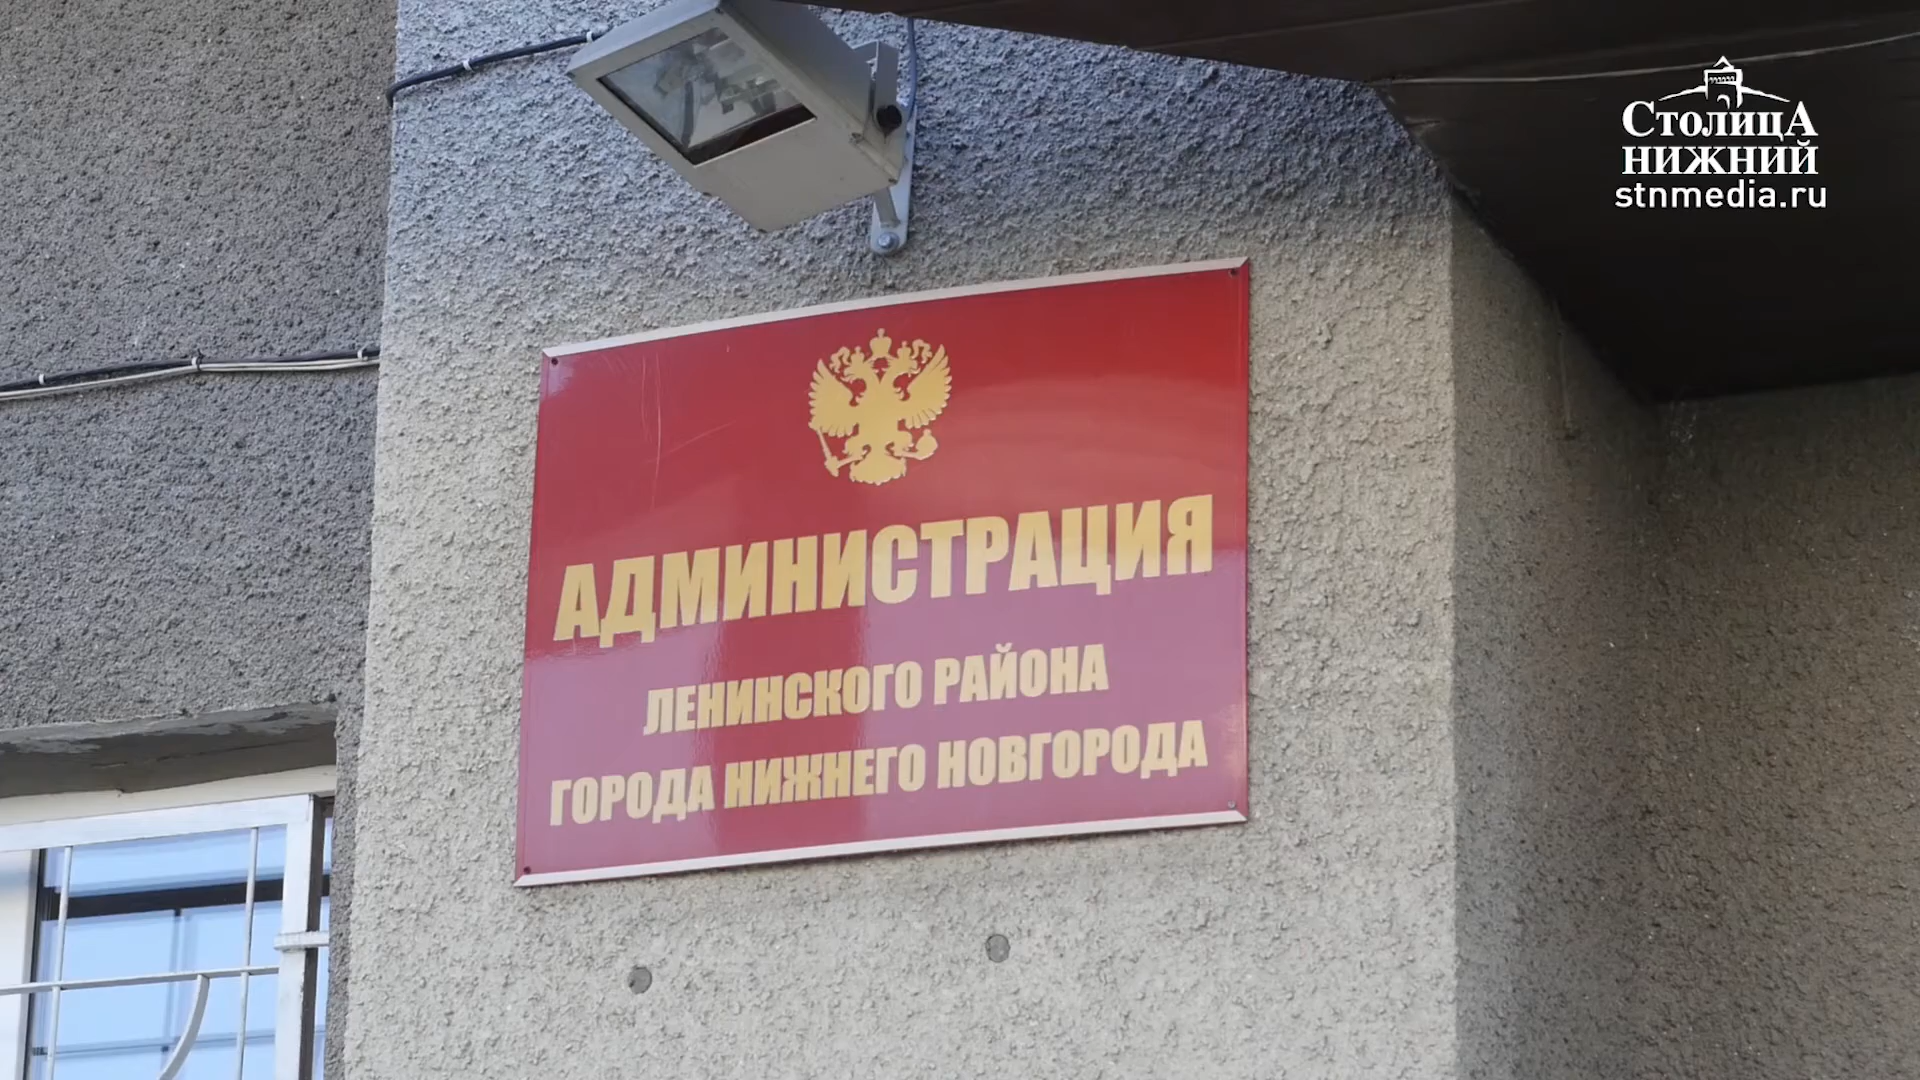 СТОЛИЦА
НИЖНИЙ
stnmedia.ru
АДМИНИСТРАЦИЯ
ЛЕНИНСКОГО РАЙОНА
ГОРОДА НИЖНЕГО НОВГОРОДА